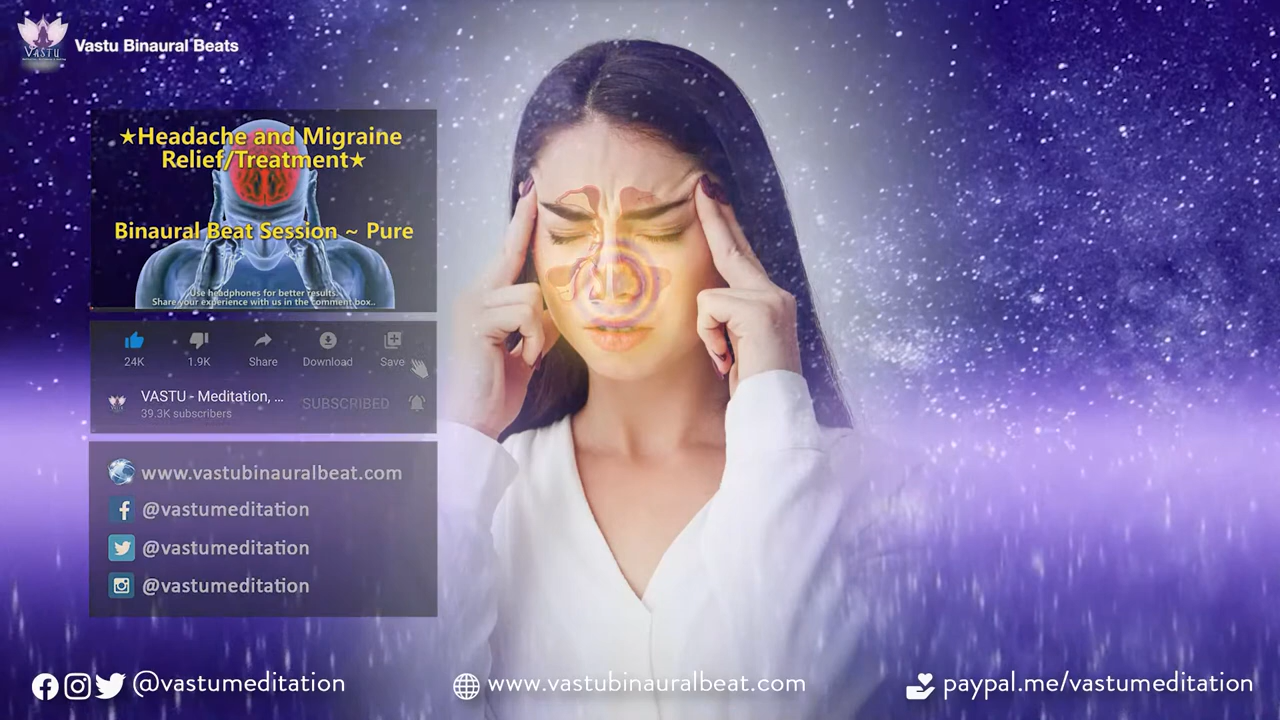 VASTU
Vastu Binaural Beats
★Headache and Migraine
Relief/Treatment★
Binaural Beat Session ~ Pure
Use headphones for better results..
Share your experience with us in the comment box..
24K
1.9K
Share
Download
Save
VASTU - Meditation, ...
39.3K subscribers
SUBSCRIBED
www.vastubinauralbeat.com
@vastumeditation
@vastumeditation
@vastumeditation
@vastumeditation
www.vastubinauralbeat.com
paypal.me/vastumeditation